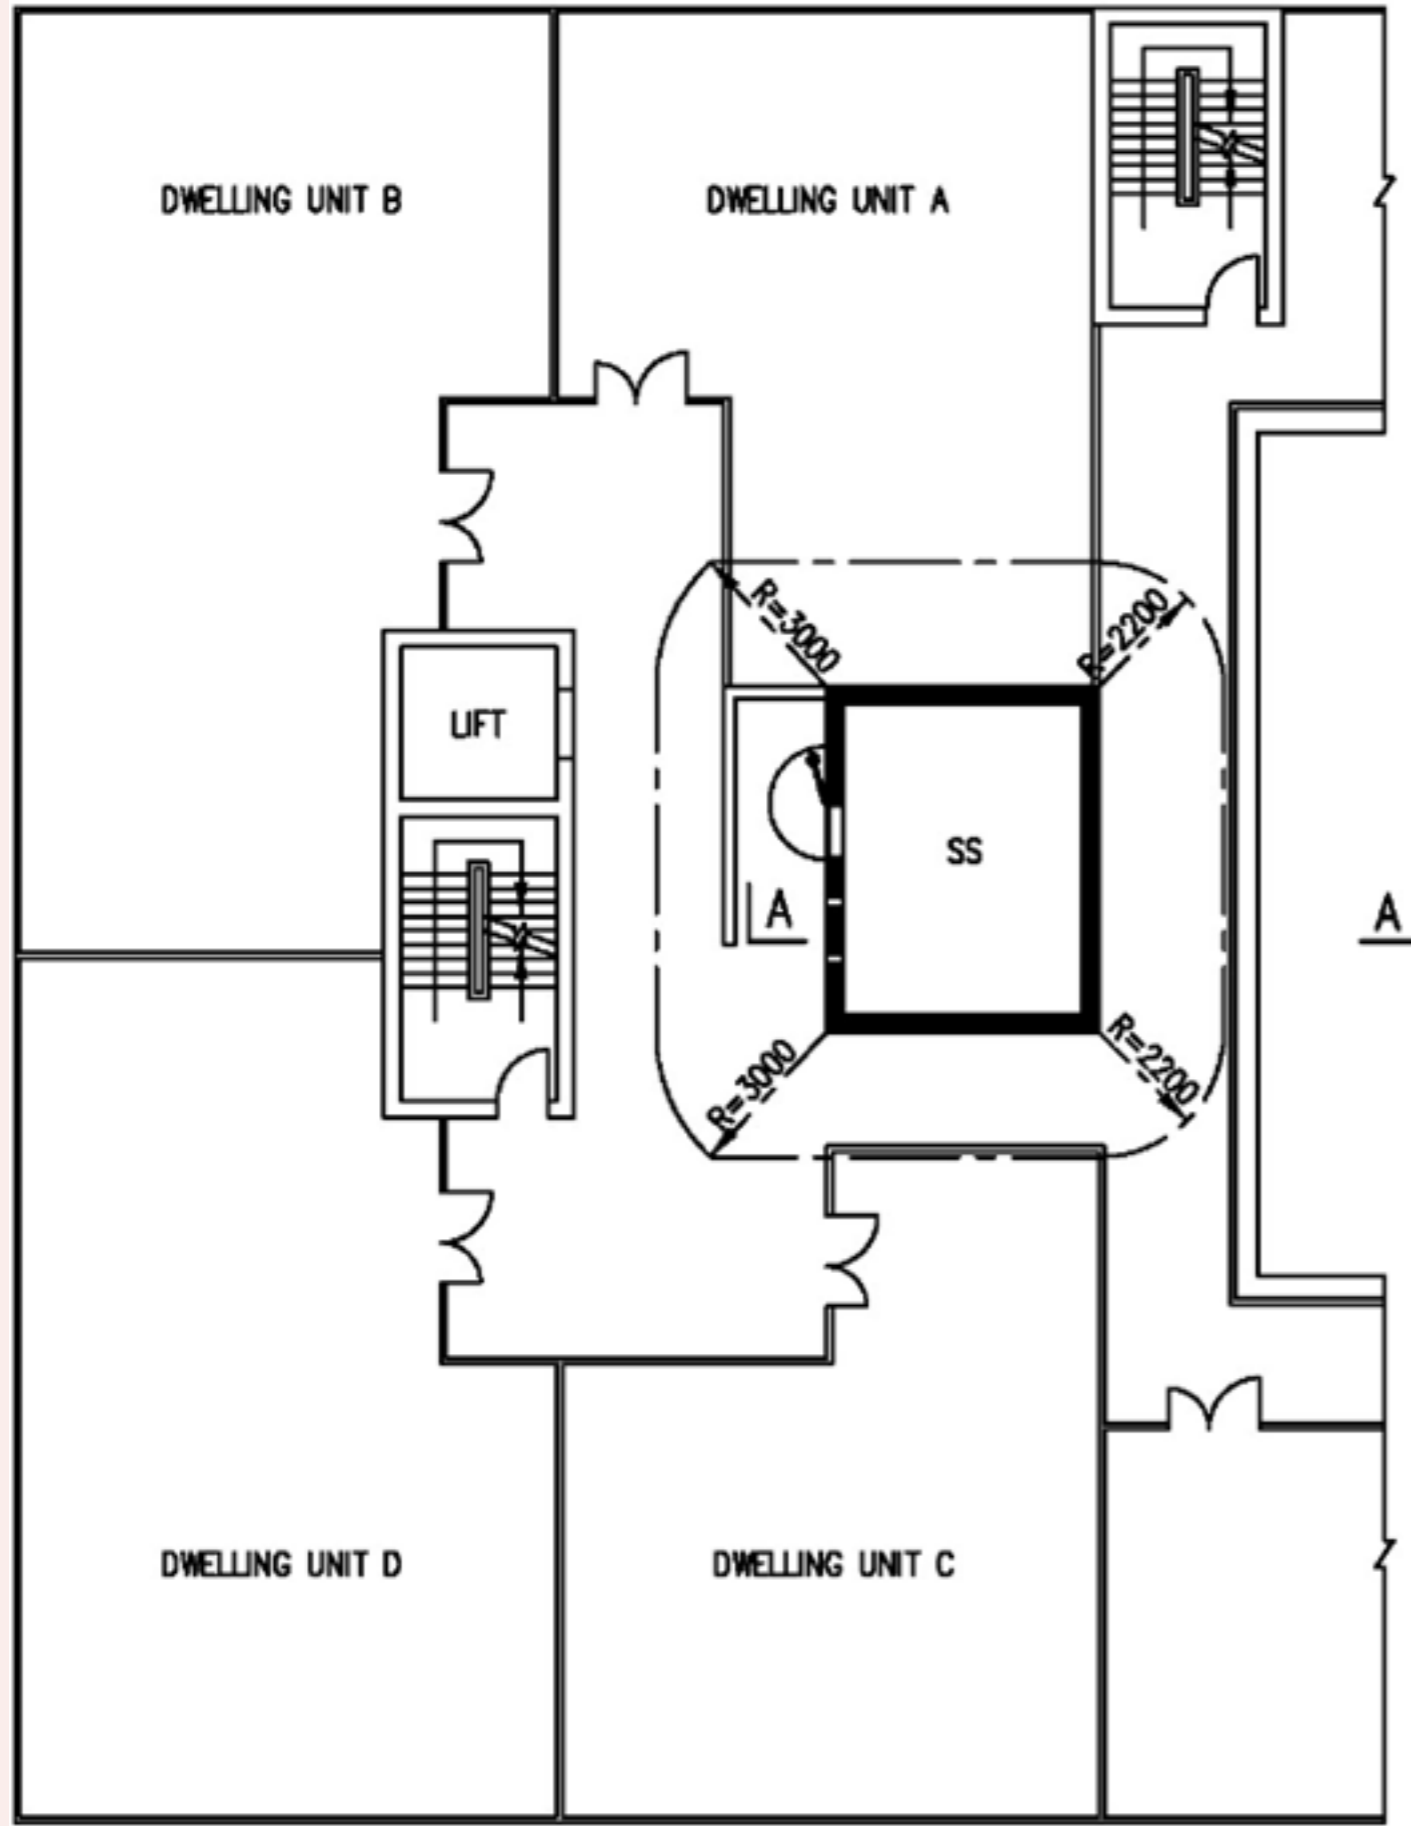 DWELLING UNIT B
DWELLING UNIT A
R=3000
R=2200
LIFT
SS
A
A
R=3000
R=2200
DWELLING UNIT D
DWELLING UNIT C